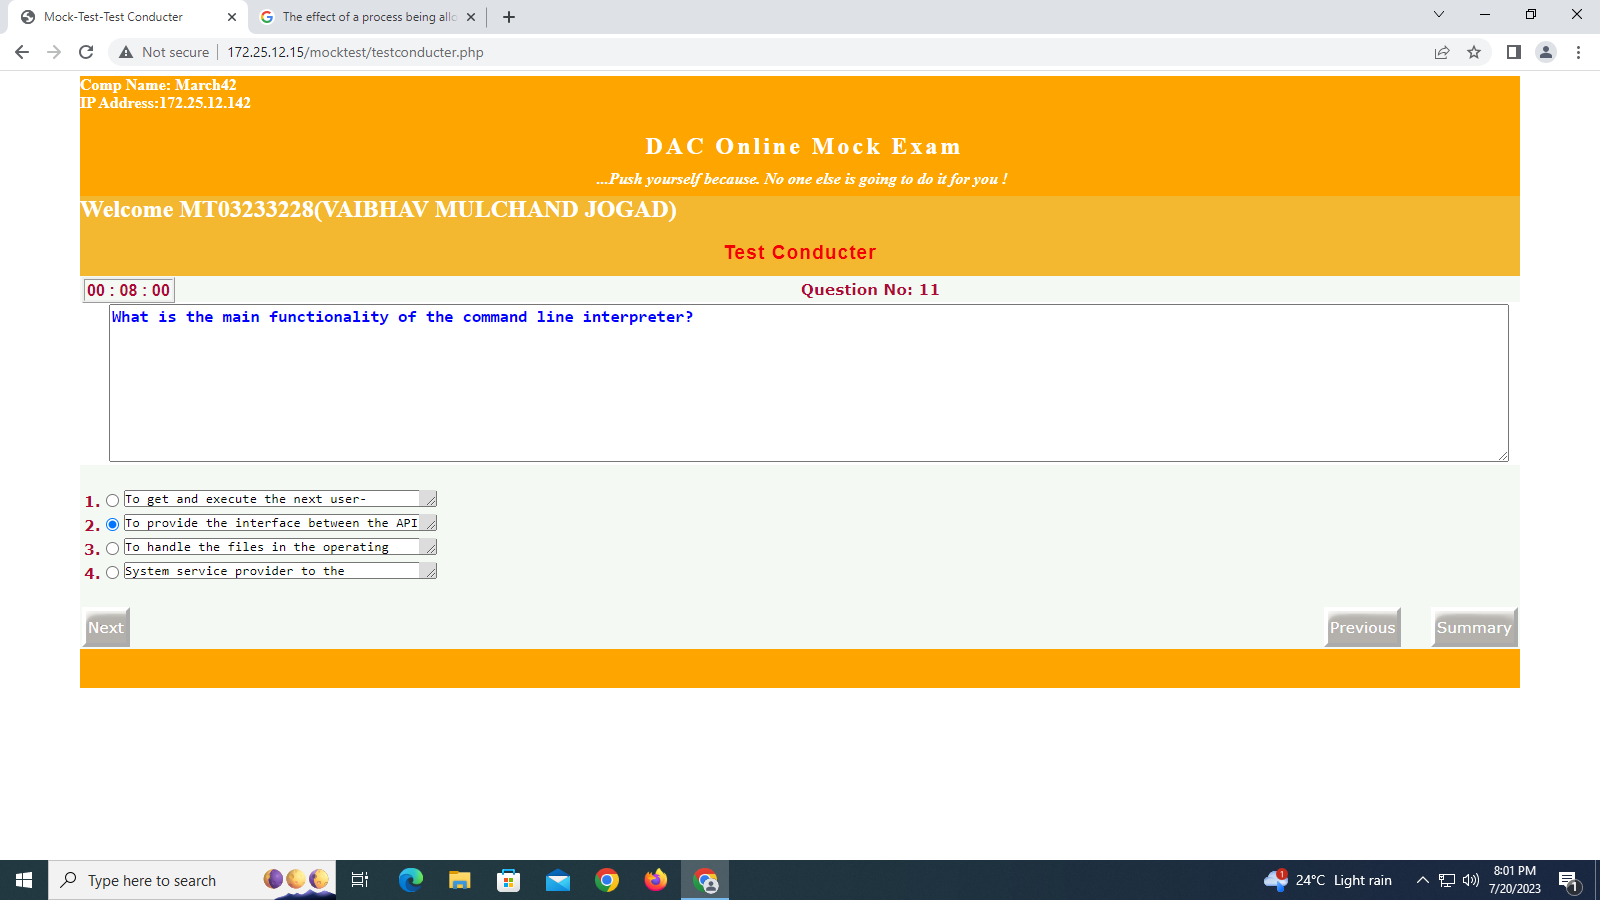 Mock-Test-Test Conducter
The effect of a process being allo
Not secure
172.25.12.15/mocktest/testconducter.php
Comp Name: March42
IP Address:172.25.12.142
DAC Online Mock Exam
...Push yourself because. No one else is going to do it for you !
Welcome MT03233228(VAIBHAV MULCHAND JOGAD)
Test Conducter
00 : 08 : 00
Question No: 11
What is the main functionality of the command line interpreter?
1. To get and execute the next user-
2. To provide the interface between the API
3. To handle the files in the operating
4. System service provider to the
Next
Previous
Summary
Type here to search
1
24°C Light rain
8:01 PM
7/20/2023
1